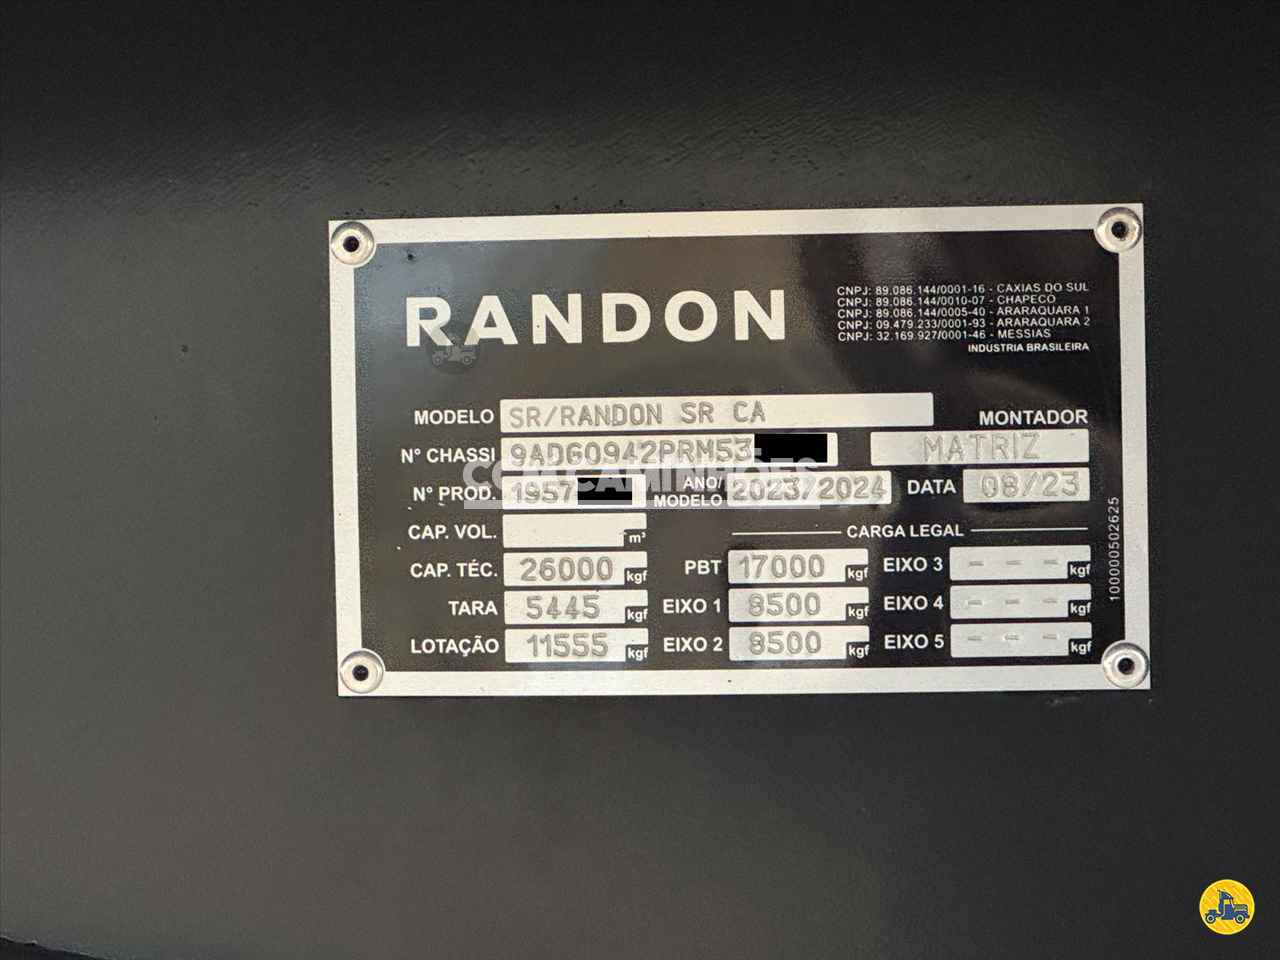 RANDON
CNPJ: 89.086.144/0001-16 - CAXIAS DO SUL
CNPJ: 89.086.144/0010-07 - CHAPECÓ
CNPJ: 89.086.144/0005-40 - ARARAQUARA 1
CNPJ: 09.479.233/0001-93 - ARARAQUARA 2
CNPJ: 32.169.927/0001-46 - MESSIAS
INDÚSTRIA BRASILEIRA
MODELO SR/RANDON SR CA MONTADOR
Nº CHASSI 9ADG0942PRM53 MATRIZ
CCM CAMINHÕES
Nº PROD. 1957 ANO/MODELO 2023/2024 DATA 08/23
CAP. VOL. m³ CARGA LEGAL
CAP. TÉC. 26000 kgf PBT 17000 kgf EIXO 3 - - - kgf
TARA 5445 kgf EIXO 1 8500 kgf EIXO 4 - - - kgf
LOTAÇÃO 11555 kgf EIXO 2 8500 kgf EIXO 5 - - - kgf
100000502625